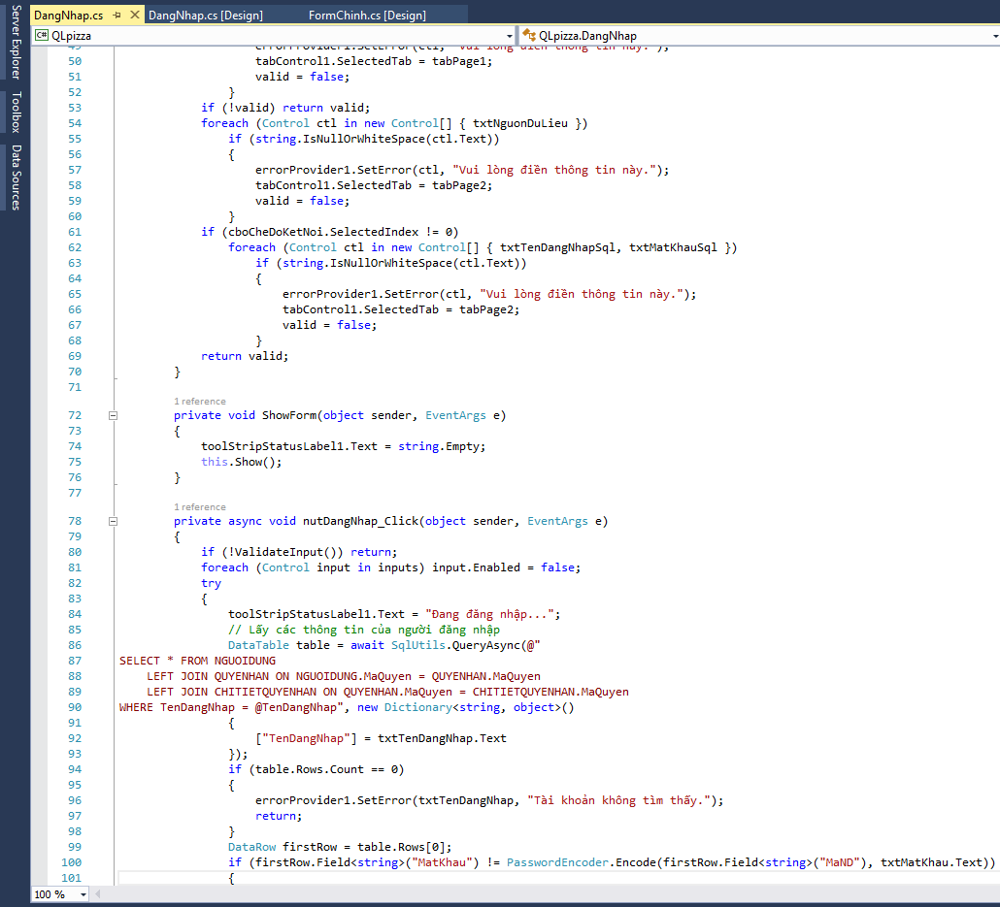 DangNhap.cs
DangNhap.cs [Design]
FormChinh.cs [Design]
Server Explorer
Toolbox
Data Sources
C# QLpizza
QLpizza.DangNhap
49 errorProvider1.SetError(ctl, "Vui lòng điền thông tin này.");
50 tabControl1.SelectedTab = tabPage1;
51 valid = false;
52 }
53 if (!valid) return valid;
54 foreach (Control ctl in new Control[] { txtNguonDuLieu })
55 if (string.IsNullOrWhiteSpace(ctl.Text))
56 {
57 errorProvider1.SetError(ctl, "Vui lòng điền thông tin này.");
58 tabControl1.SelectedTab = tabPage2;
59 valid = false;
60 }
61 if (cboCheDoKetNoi.SelectedIndex != 0)
62 foreach (Control ctl in new Control[] { txtTenDangNhapSql, txtMatKhauSql })
63 if (string.IsNullOrWhiteSpace(ctl.Text))
64 {
65 errorProvider1.SetError(ctl, "Vui lòng điền thông tin này.");
66 tabControl1.SelectedTab = tabPage2;
67 valid = false;
68 }
69 return valid;
70 }
71
1 reference
72 private void ShowForm(object sender, EventArgs e)
73 {
74 toolStripStatusLabel1.Text = string.Empty;
75 this.Show();
76 }
77
1 reference
78 private async void nutDangNhap_Click(object sender, EventArgs e)
79 {
80 if (!ValidateInput()) return;
81 foreach (Control input in inputs) input.Enabled = false;
82 try
83 {
84 toolStripStatusLabel1.Text = "Đang đăng nhập...";
85 // Lấy các thông tin của người đăng nhập
86 DataTable table = await SqlUtils.QueryAsync(@"
87 SELECT * FROM NGUOIDUNG
88 LEFT JOIN QUYENHAN ON NGUOIDUNG.MaQuyen = QUYENHAN.MaQuyen
89 LEFT JOIN CHITIETQUYENHAN ON QUYENHAN.MaQuyen = CHITIETQUYENHAN.MaQuyen
90 WHERE TenDangNhap = @TenDangNhap", new Dictionary<string, object>()
91 {
92 ["TenDangNhap"] = txtTenDangNhap.Text
93 });
94 if (table.Rows.Count == 0)
95 {
96 errorProvider1.SetError(txtTenDangNhap, "Tài khoản không tìm thấy.");
97 return;
98 }
99 DataRow firstRow = table.Rows[0];
100 if (firstRow.Field<string>("MatKhau") != PasswordEncoder.Encode(firstRow.Field<string>("MaND"), txtMatKhau.Text))
101 {
100 %